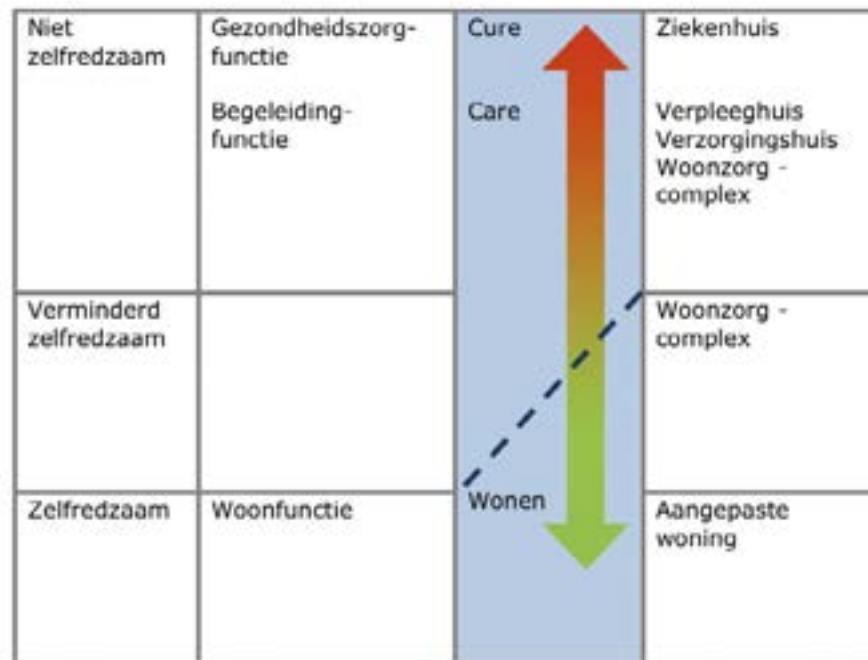 Niet
zelfredzaam
Gezondheidszorg-
functie
Begeleiding-
functie
Cure
Care
Ziekenhuis
Verpleeghuis
Verzorgingshuis
Woonzorg -
complex
Verminderd
zelfredzaam
Woonzorg -
complex
Zelfredzaam
Woonfunctie
Wonen
Aangepaste
woning